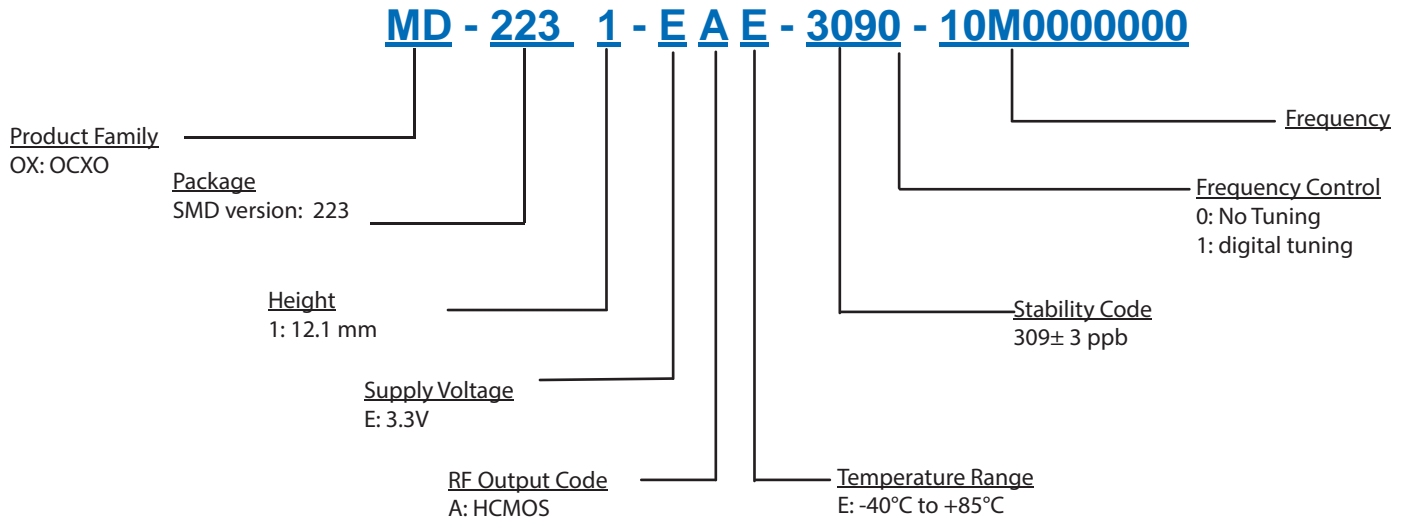 MD - 223 1 - E A E - 3090 - 10M0000000
Frequency
Product Family
OX: OCXO
Package
SMD version: 223
Frequency Control
0: No Tuning
1: digital tuning
Height
1: 12.1 mm
Stability Code
309± 3 ppb
Supply Voltage
E: 3.3V
RF Output Code
A: HCMOS
Temperature Range
E: -40°C to +85°C